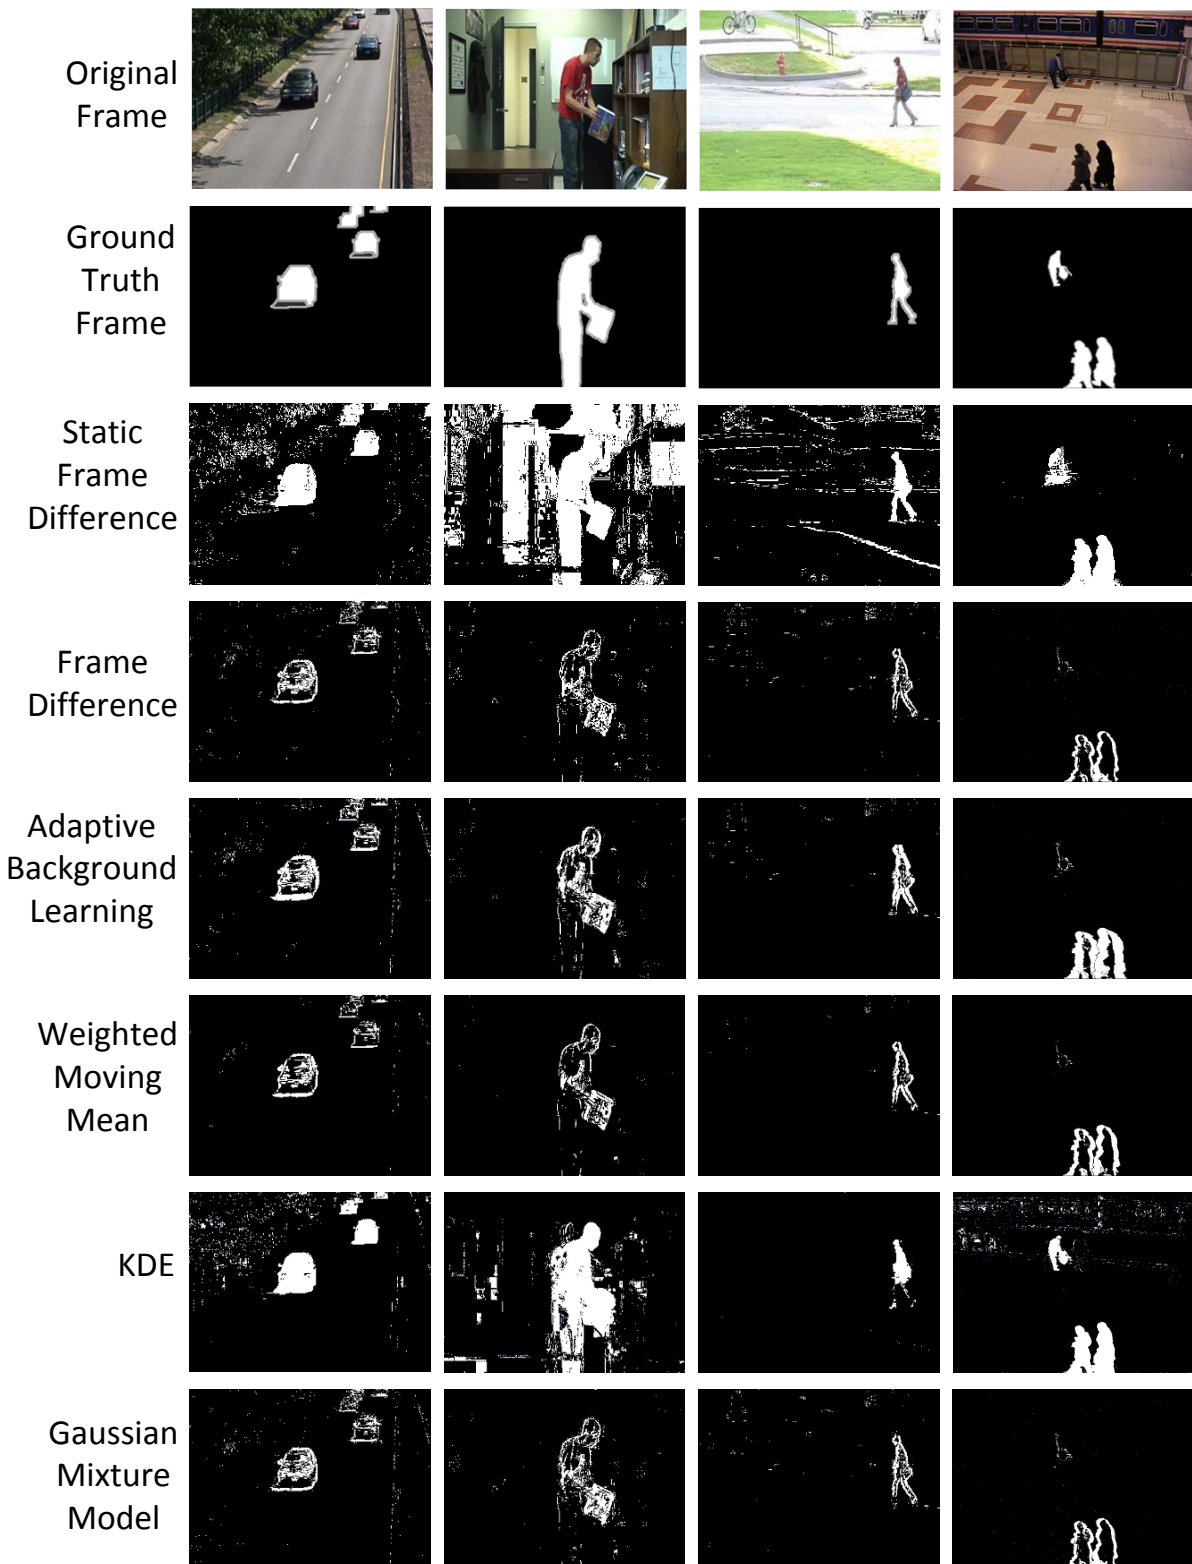 Original
Frame
Ground
Truth
Frame
Static
Frame
Difference
Frame
Difference
Adaptive
Background
Learning
Weighted
Moving
Mean
KDE
Gaussian
Mixture
Model